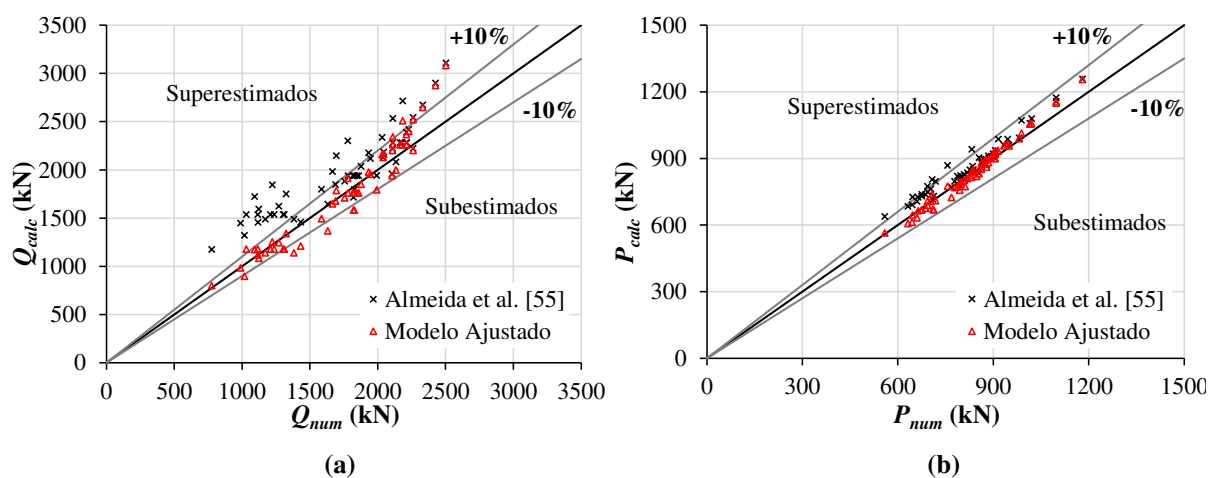 3500
3000
2500
2000
1500
1000
500
0
Q_calc (kN)
0 500 1000 1500 2000 2500 3000 3500
Q_num (kN)
Superestimados
+10%
-10%
Subestimados
Almeida et al. [55]
Modelo Ajustado
(a)
1500
1200
900
600
300
0
P_calc (kN)
0 300 600 900 1200 1500
P_num (kN)
Superestimados
+10%
-10%
Subestimados
Almeida et al. [55]
Modelo Ajustado
(b)